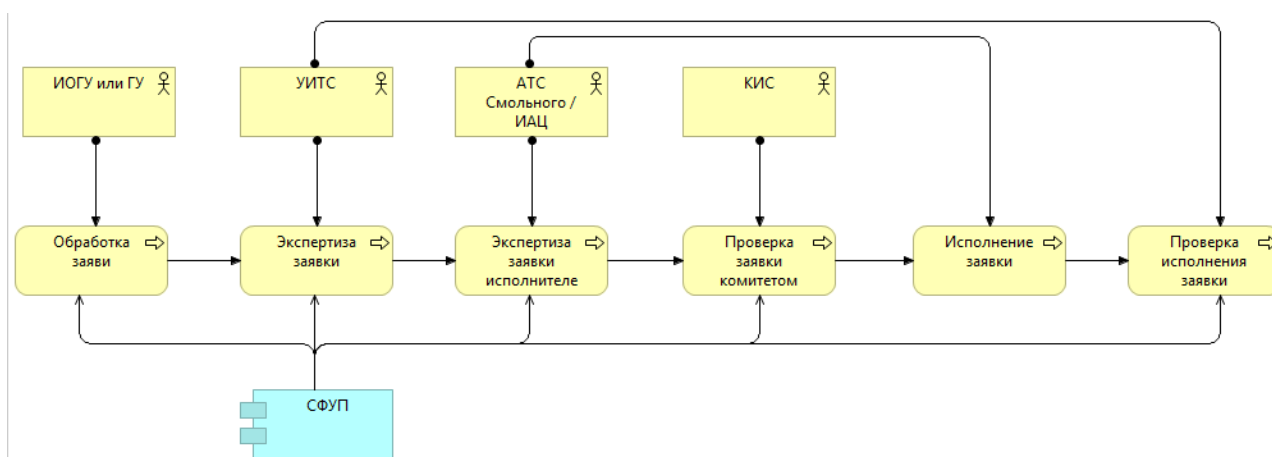 ИОГУ или ГУ
УИТС
АТС
Смольного /
ИАЦ
КИС
Обработка
заяви
Экспертиза
заявки
Экспертиза
заявки
исполнителе
Проверка
заявки
комитетом
Исполнение
заявки
Проверка
исполнения
заявки
СФУП